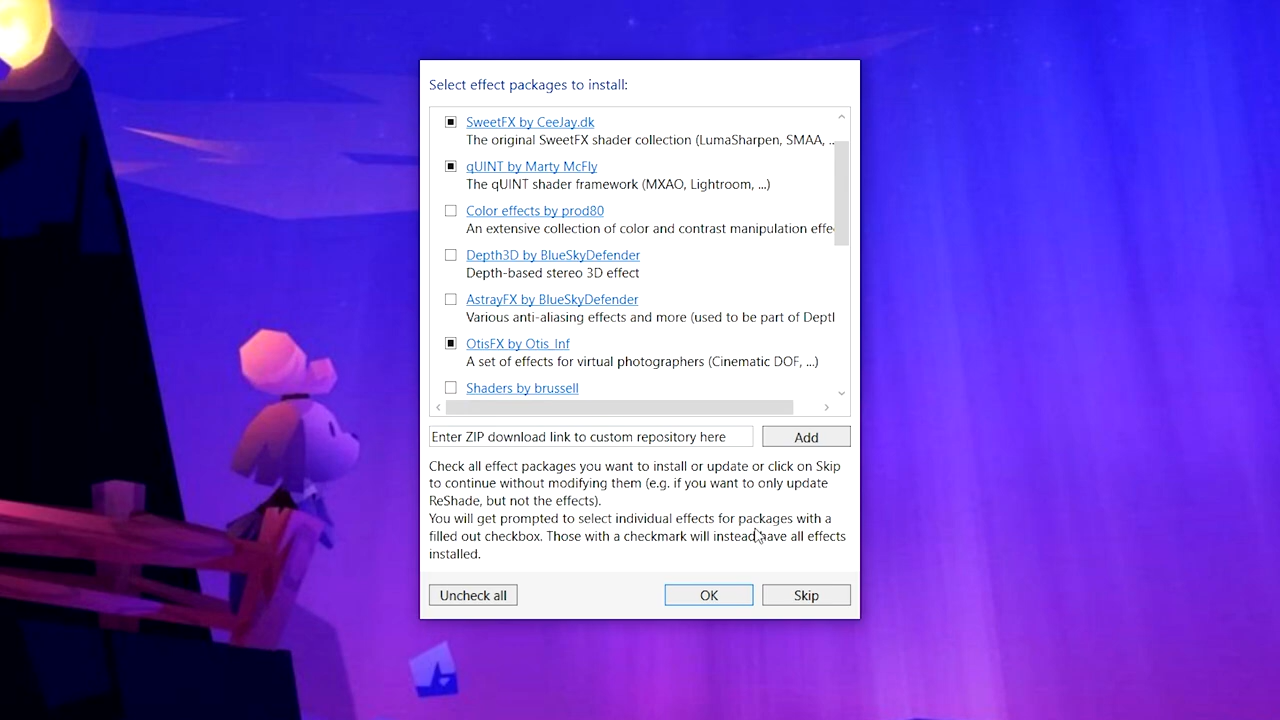 Select effect packages to install:
SweetFX by CeeJay.dk
The original SweetFX shader collection (LumaSharpen, SMAA, ..
qUINT by Marty McFly
The qUINT shader framework (MXAO, Lightroom, ...)
Color effects by prod80
An extensive collection of color and contrast manipulation effe
Depth3D by BlueSkyDefender
Depth-based stereo 3D effect
AstrayFX by BlueSkyDefender
Various anti-aliasing effects and more (used to be part of Deptl
OtisFX by Otis_Inf
A set of effects for virtual photographers (Cinematic DOF, ...)
Shaders by brussell
Enter ZIP download link to custom repository here
Add
Check all effect packages you want to install or update or click on Skip
to continue without modifying them (e.g. if you want to only update
ReShade, but not the effects).
You will get prompted to select individual effects for packages with a
filled out checkbox. Those with a checkmark will instead have all effects
installed.
Uncheck all
OK
Skip